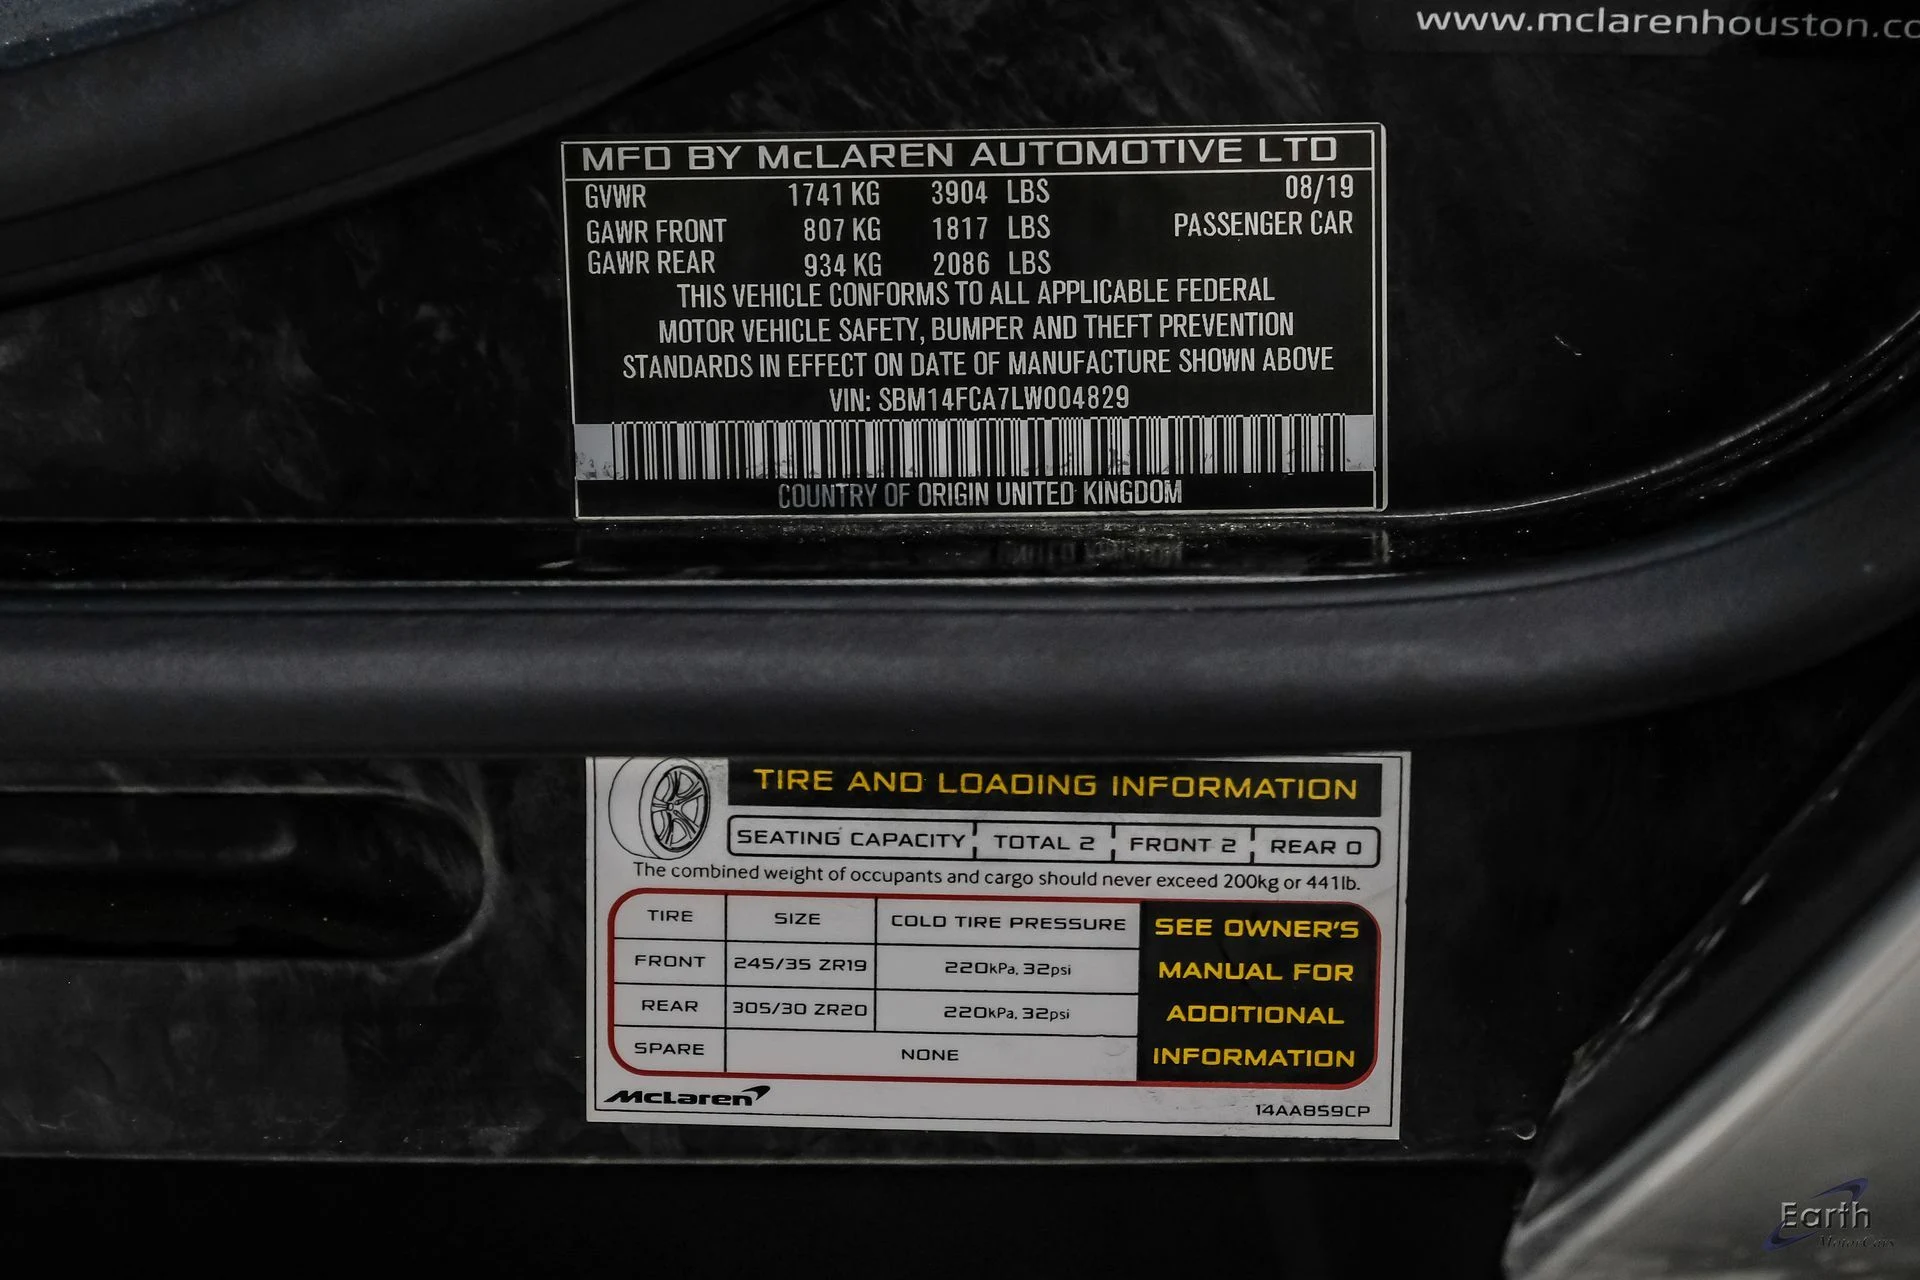 www.mclarenhouston.co
MFD BY McLAREN AUTOMOTIVE LTD
GVWR 1741 KG 3904 LBS 08/19
GAWR FRONT 807 KG 1817 LBS PASSENGER CAR
GAWR REAR 934 KG 2086 LBS
THIS VEHICLE CONFORMS TO ALL APPLICABLE FEDERAL
MOTOR VEHICLE SAFETY, BUMPER AND THEFT PREVENTION
STANDARDS IN EFFECT ON DATE OF MANUFACTURE SHOWN ABOVE
VIN: SBM14FCA7LW004829
COUNTRY OF ORIGIN UNITED KINGDOM
TIRE AND LOADING INFORMATION
SEATING CAPACITY TOTAL 2 FRONT 2 REAR 0
The combined weight of occupants and cargo should never exceed 200kg or 441lb.
TIRE SIZE COLD TIRE PRESSURE
FRONT 245/35 ZR19 220kPa, 32psi
REAR 305/30 ZR20 220kPa, 32psi
SPARE NONE
SEE OWNER'S
MANUAL FOR
ADDITIONAL
INFORMATION
McLaren
14AA859CP
Earth
MotorCars